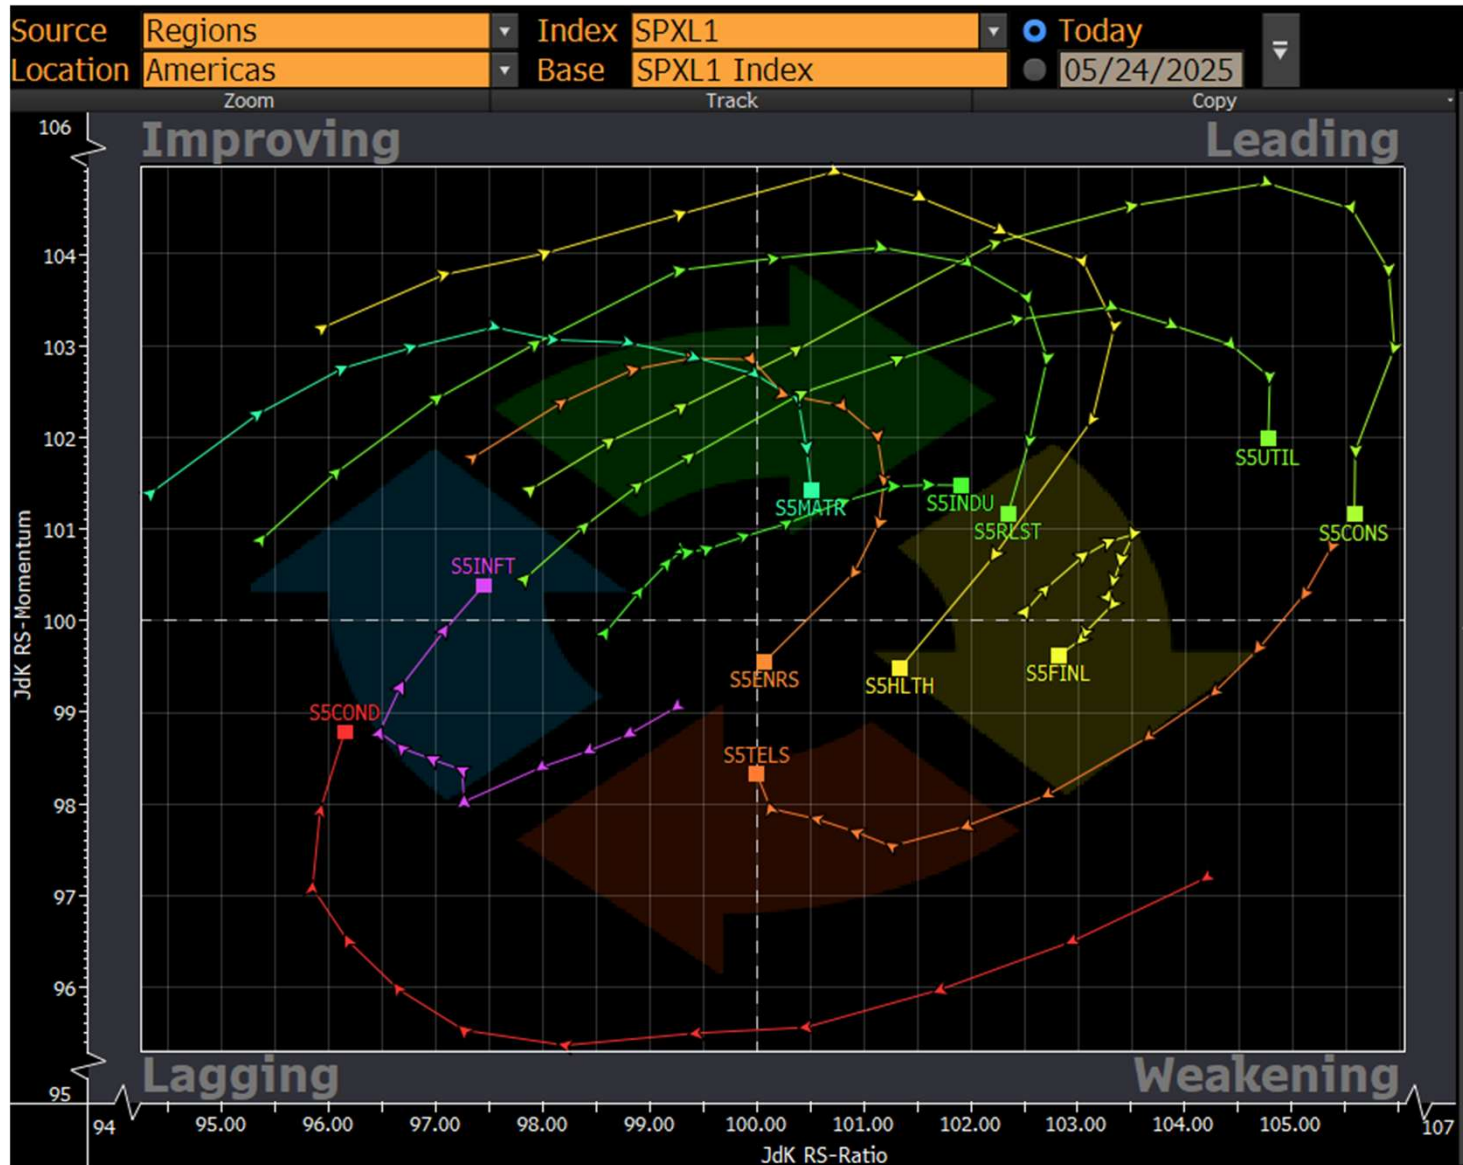 Source Regions Index SPXL1 Today
Location Americas Base SPXL1 Index 05/24/2025
Zoom Track Copy
106
Improving Leading
104
103
102
S5UTIL
101
S5MATR
S5INDU
S5RLST
S5CONS
S5INFT
100
S5ENRS
S5HLTH
S5FINL
99
S5COND
S5TELS
98
97
96
JdK RS-Momentum
Lagging Weakening
95
94 95.00 96.00 97.00 98.00 99.00 100.00 101.00 102.00 103.00 104.00 105.00 107
JdK RS-Ratio